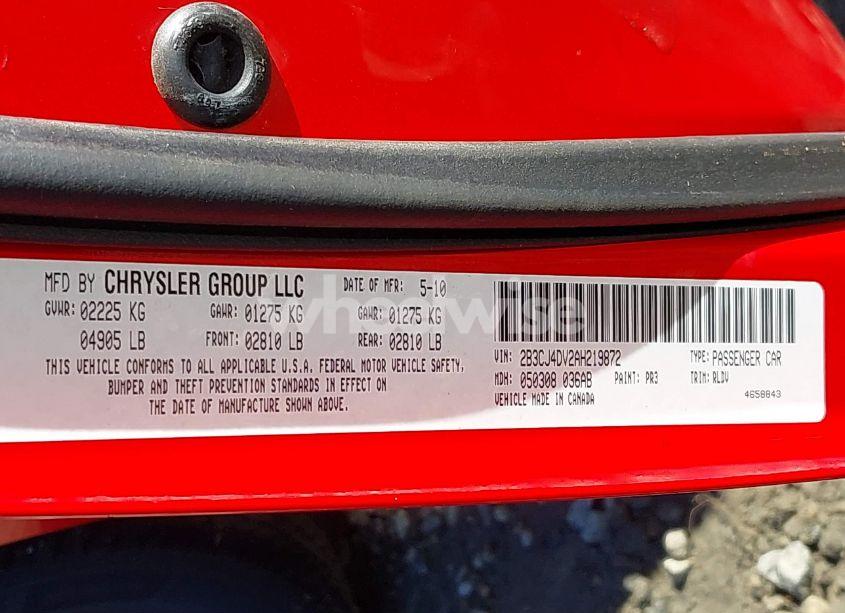 MFD BY CHRYSLER GROUP LLC DATE OF MFR: 5-10
GVWR: 02225 KG GAWR: 01275 KG GAWR: 01275 KG
04905 LB FRONT: 02810 LB REAR: 02810 LB
THIS VEHICLE CONFORMS TO ALL APPLICABLE U.S.A. FEDERAL MOTOR VEHICLE SAFETY,
BUMPER AND THEFT PREVENTION STANDARDS IN EFFECT ON
THE DATE OF MANUFACTURE SHOWN ABOVE.
VIN: 2B3CJ4DV2AH219872 TYPE: PASSENGER CAR
MDH: 050308 036AB PAINT: PR3 TRIM: RLDV
VEHICLE MADE IN CANADA 4658843
wheelwise